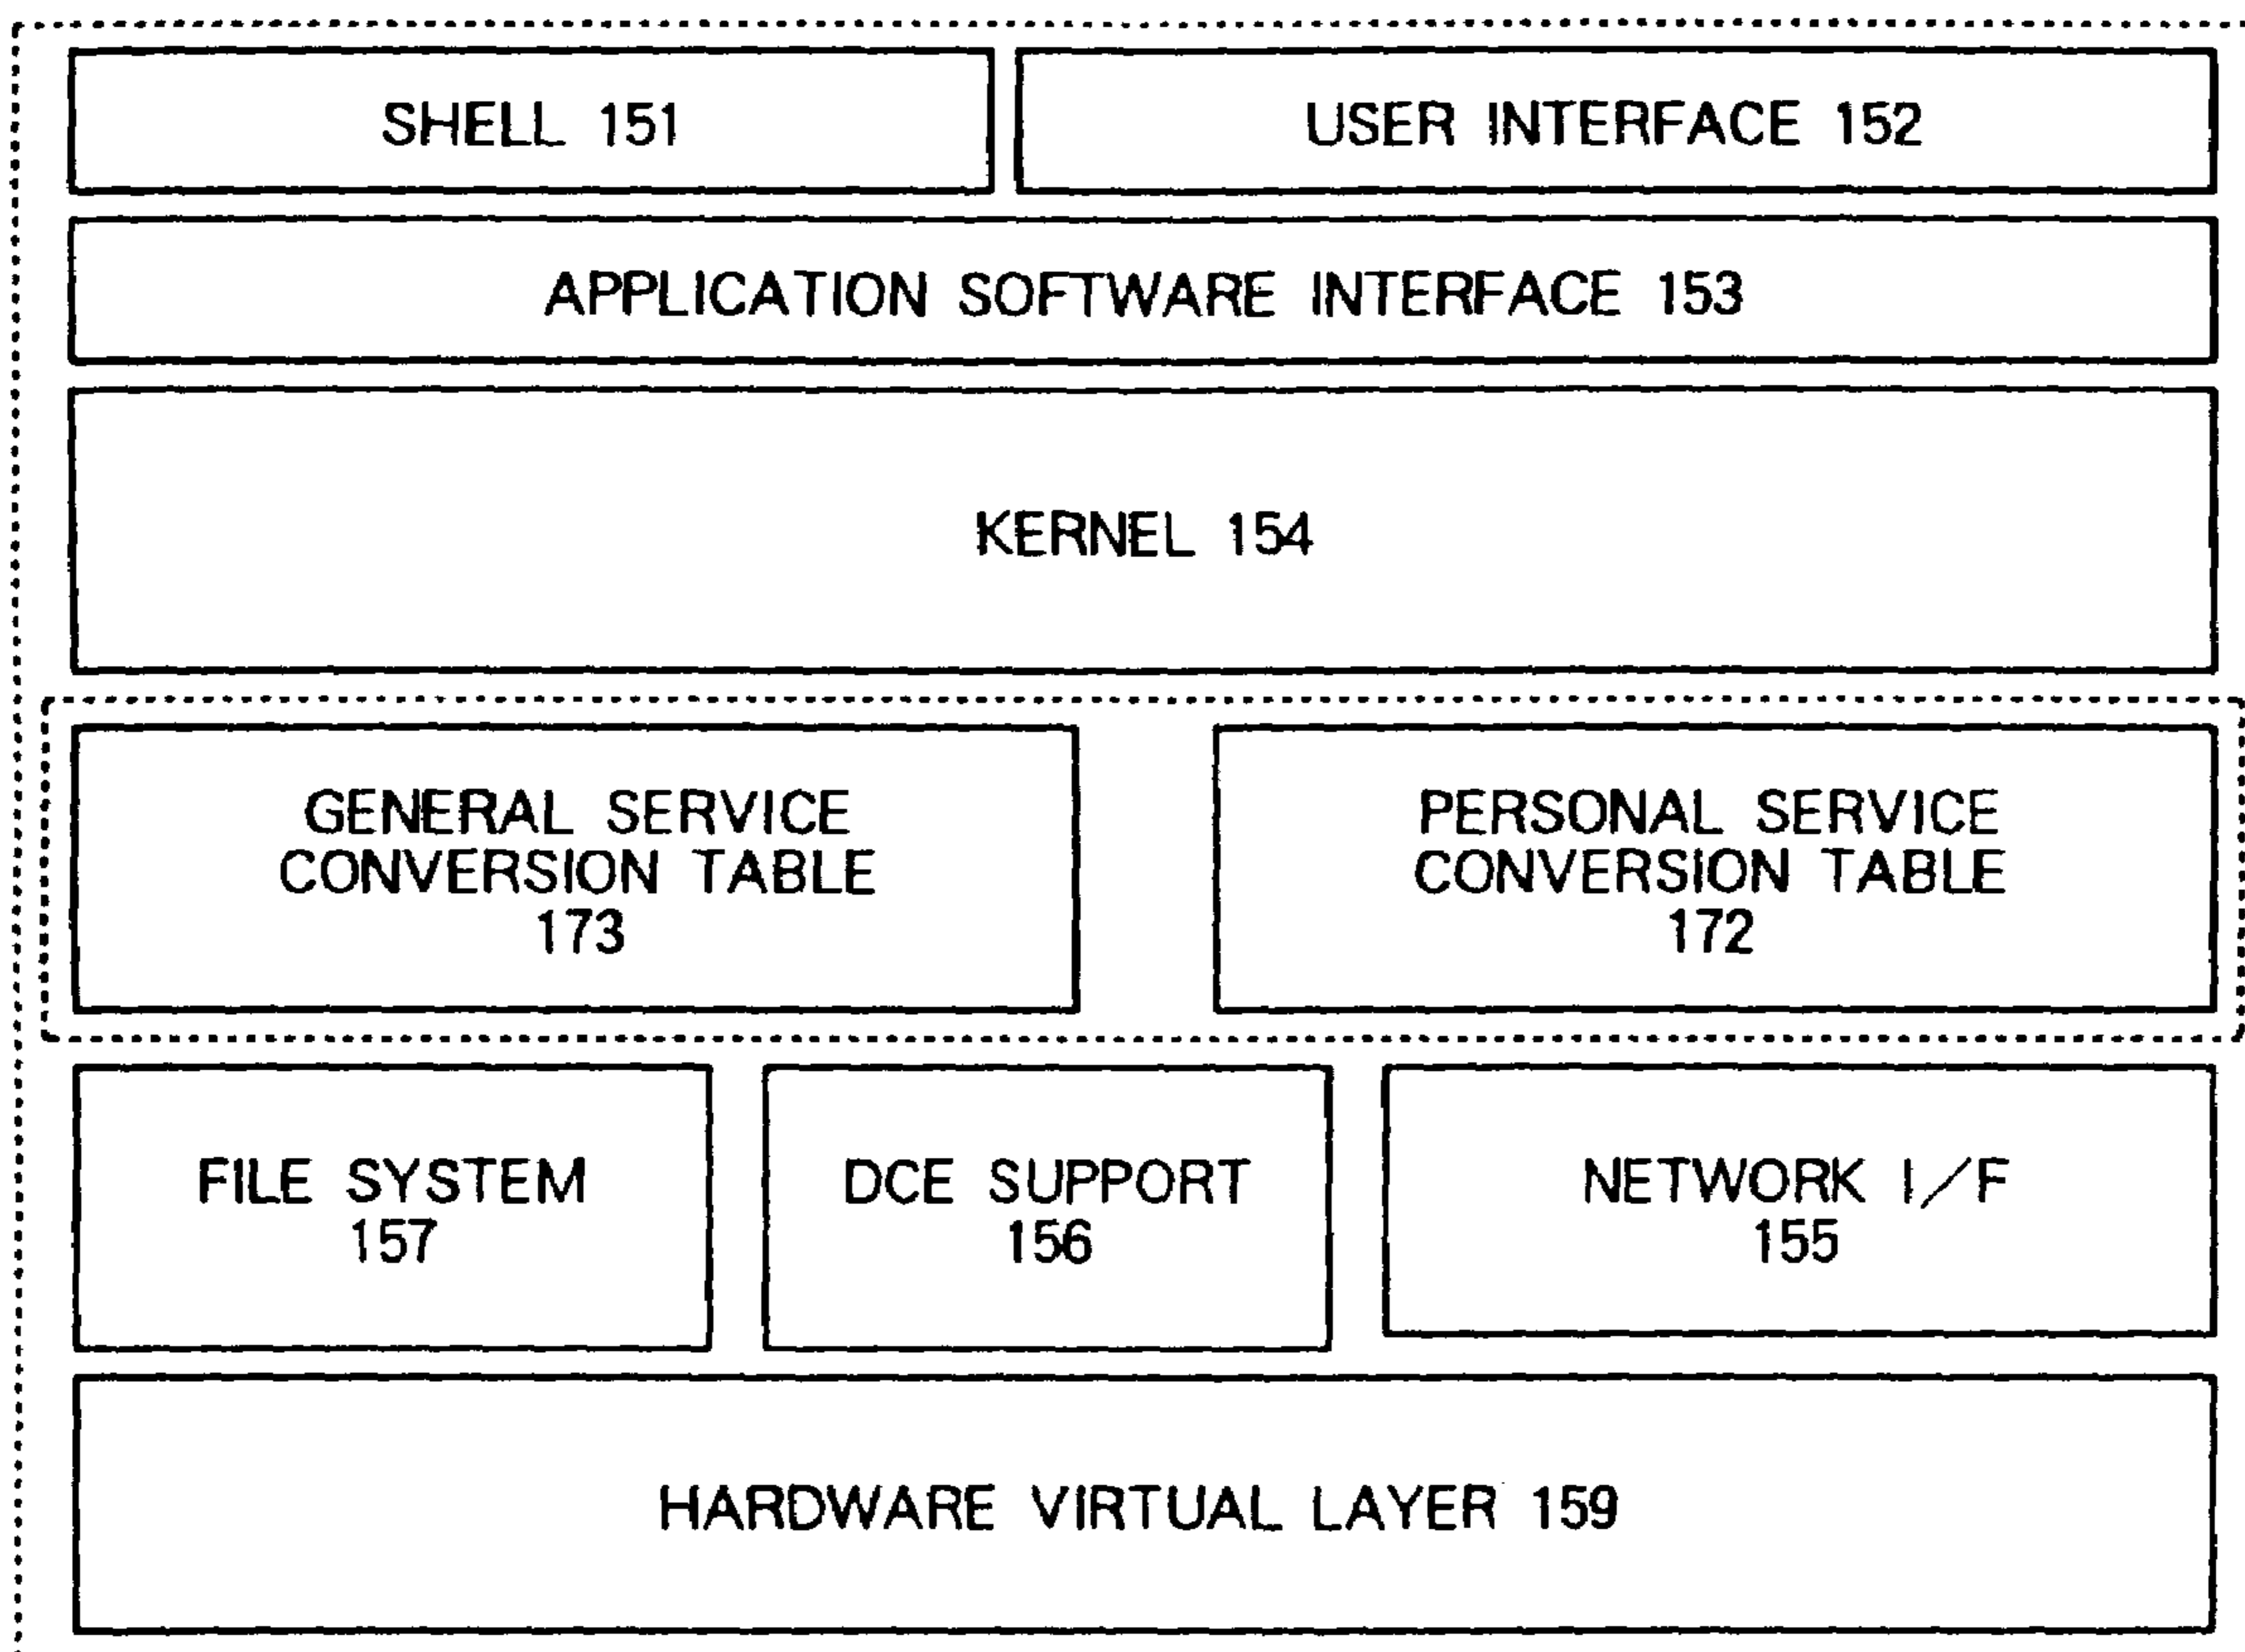 SHELL 151
USER INTERFACE 152
APPLICATION SOFTWARE INTERFACE 153
KERNEL 154
GENERAL SERVICE
CONVERSION TABLE
173
PERSONAL SERVICE
CONVERSION TABLE
172
FILE SYSTEM
157
DCE SUPPORT
156
NETWORK I/F
155
HARDWARE VIRTUAL LAYER 159